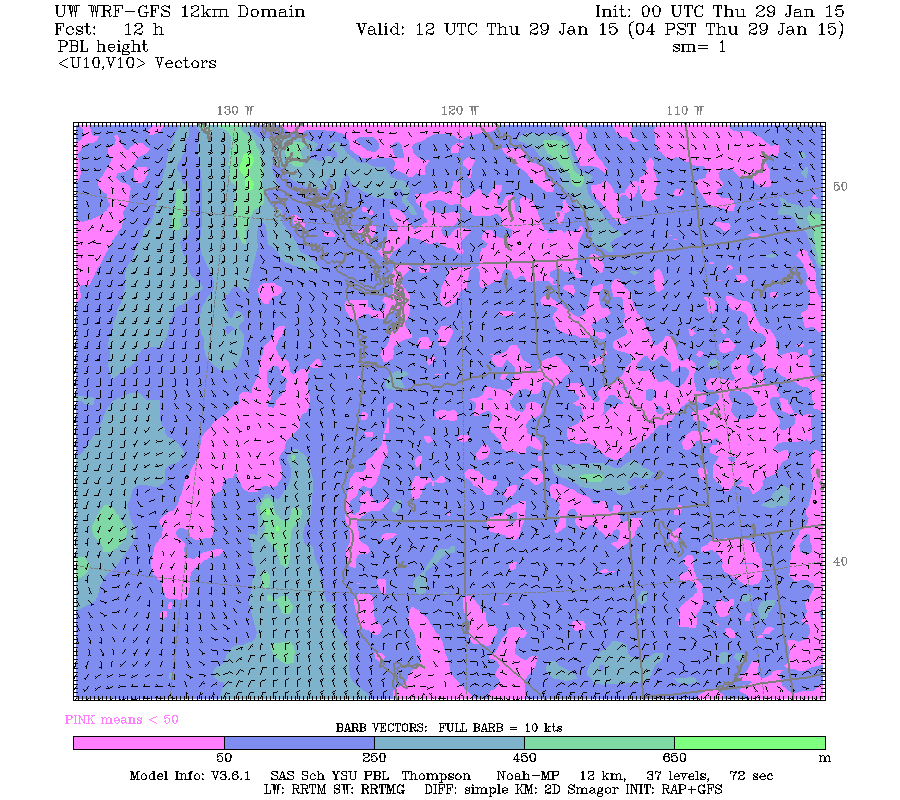 UW WRF-GFS 12km Domain Init: 00 UTC Thu 29 Jan 15
Fcst: 12 h Valid: 12 UTC Thu 29 Jan 15 (04 PST Thu 29 Jan 15)
PBL height sm= 1
<U10,V10> Vectors
130 W 120 W 110 W
50
40
PINK means < 50
BARB VECTORS: FULL BARB = 10 kts
50 250 450 650 m
Model Info: V3.6.1 SAS Sch YSU PBL Thompson Noah-MP 12 km, 37 levels, 72 sec
LW: RRTM SW: RRTMG DIFF: simple KM: 2D Smagor INIT: RAP+GFS